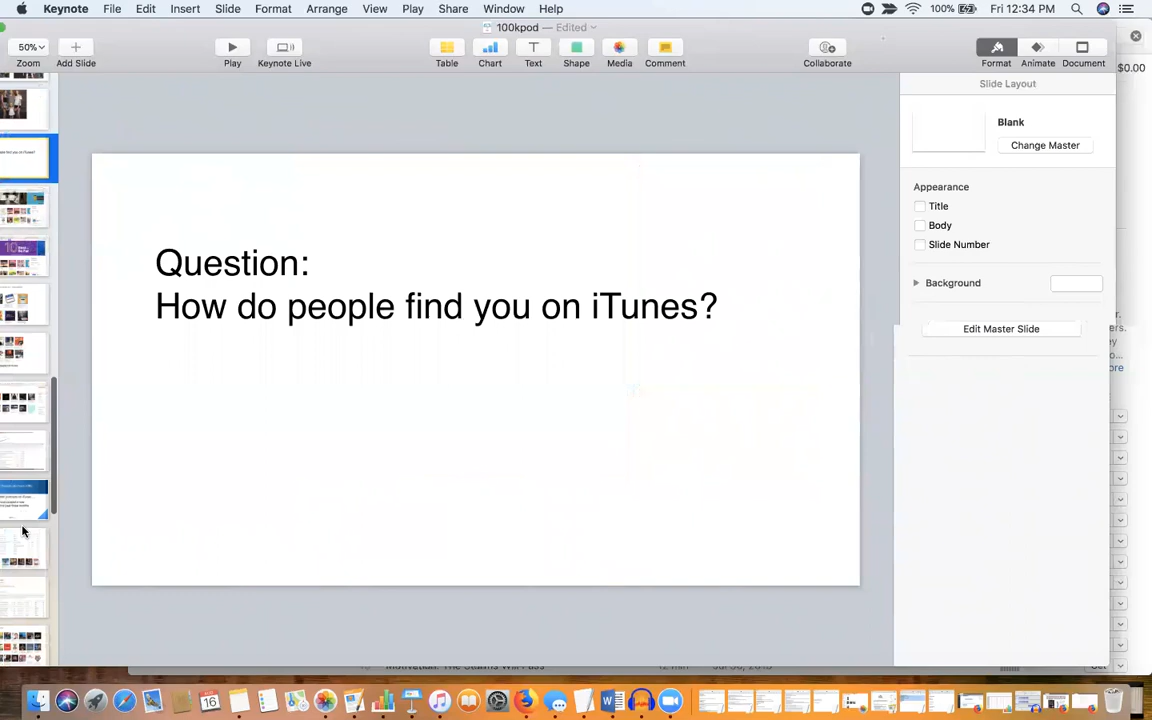 Keynote File Edit Insert Slide Format Arrange View Play Share Window Help 100% Fri 12:34 PM
100kpod — Edited
50%
Zoom Add Slide Play Keynote Live Table Chart Text Shape Media Comment Collaborate Format Animate Document
$0.00
Slide Layout
Blank
Change Master
Appearance
Title
Body
Slide Number
Background
Edit Master Slide
Question:
How do people find you on iTunes?
16